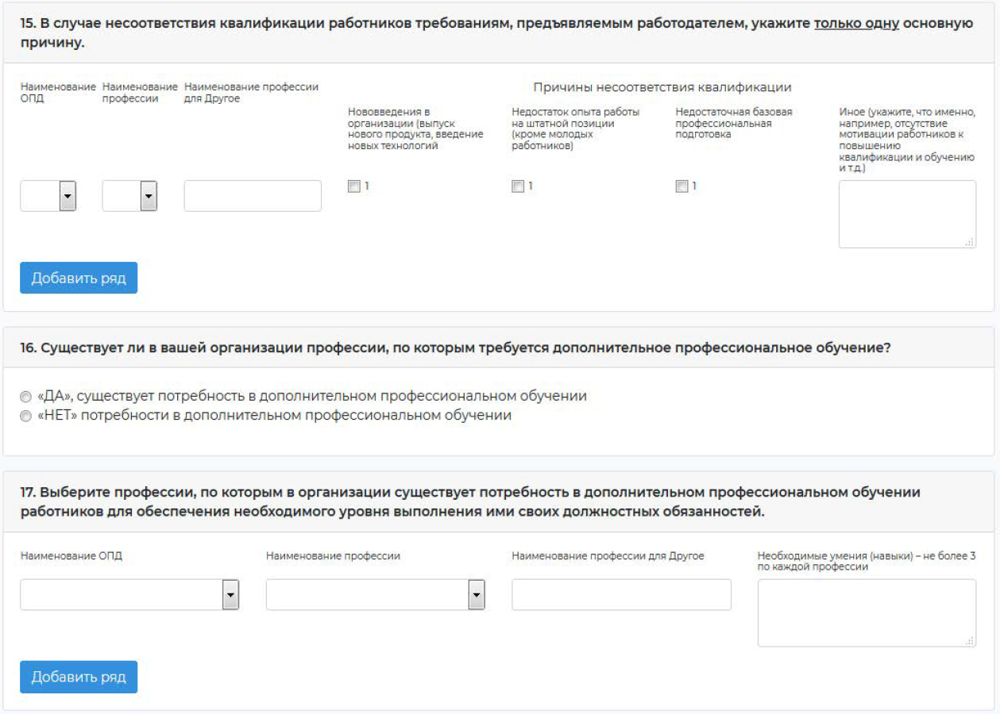 15. В случае несоответствия квалификации работников требованиям, предъявляемым работодателем, укажите только одну основную
причину.
Наименование
ОПД
Наименование
профессии
Наименование профессии
для Другое
Причины несоответствия квалификации
Нововведения в
организации (выпуск
нового продукта, введение
новых технологий
Недостаток опыта работы
на штатной позиции
(кроме молодых
работников)
Недостаточная базовая
профессиональная
подготовка
Иное (укажите, что именно,
например, отсутствие
мотивации работников к
повышению
квалификации и обучению
и т.д.)
1
1
1
Добавить ряд
16. Существует ли в вашей организации профессии, по которым требуется дополнительное профессиональное обучение?
«ДА», существует потребность в дополнительном профессиональном обучении
«НЕТ» потребности в дополнительном профессиональном обучении
17. Выберите профессии, по которым в организации существует потребность в дополнительном профессиональном обучении
работников для обеспечения необходимого уровня выполнения ими своих должностных обязанностей.
Наименование ОПД
Наименование профессии
Наименование профессии для Другое
Необходимые умения (навыки) – не более 3
по каждой профессии
Добавить ряд